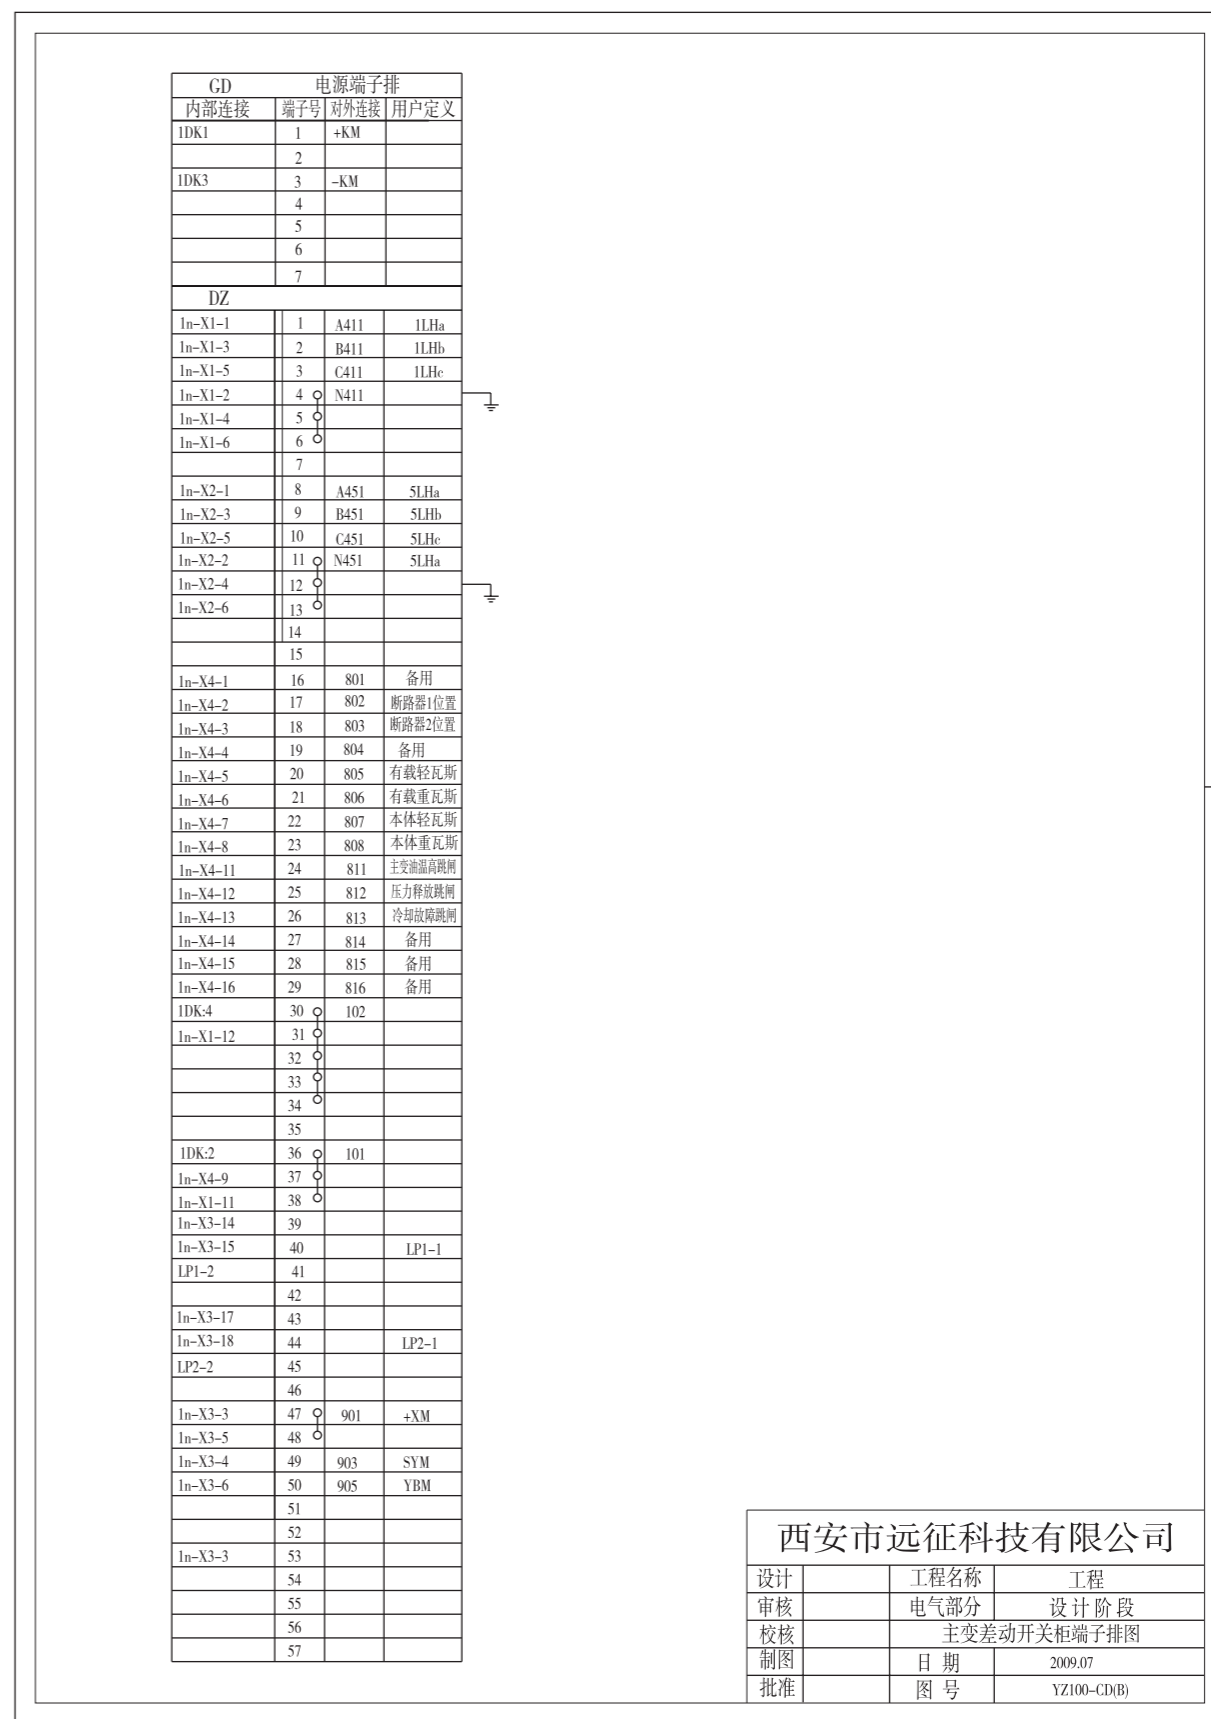 GD 电源端子排
内部连接 端子号 对外连接 用户定义
1DK1 1 +KM
2
1DK3 3 -KM
4
5
6
7
DZ
1n-X1-1 1 A411 1LHa
1n-X1-3 2 B411 1LHb
1n-X1-5 3 C411 1LHc
1n-X1-2 4 N411
1n-X1-4 5
1n-X1-6 6
7
1n-X2-1 8 A451 5LHa
1n-X2-3 9 B451 5LHb
1n-X2-5 10 C451 5LHc
1n-X2-2 11 N451 5LHa
1n-X2-4 12
1n-X2-6 13
14
15
1n-X4-1 16 801 备用
1n-X4-2 17 802 断路器1位置
1n-X4-3 18 803 断路器2位置
1n-X4-4 19 804 备用
1n-X4-5 20 805 有载轻瓦斯
1n-X4-6 21 806 有载重瓦斯
1n-X4-7 22 807 本体轻瓦斯
1n-X4-8 23 808 本体重瓦斯
1n-X4-11 24 811 主变油温高跳闸
1n-X4-12 25 812 压力释放跳闸
1n-X4-13 26 813 冷却故障跳闸
1n-X4-14 27 814 备用
1n-X4-15 28 815 备用
1n-X4-16 29 816 备用
1DK:4 30 102
1n-X1-12 31
32
33
34
35
1DK:2 36 101
1n-X4-9 37
1n-X1-11 38
1n-X3-14 39
1n-X3-15 40 LP1-1
LP1-2 41
42
1n-X3-17 43
1n-X3-18 44 LP2-1
LP2-2 45
46
1n-X3-3 47 901 +XM
1n-X3-5 48
1n-X3-4 49 903 SYM
1n-X3-6 50 905 YBM
51
52
1n-X3-3 53
54
55
56
57
西安市远征科技有限公司
设计 工程名称 工程
审核 电气部分 设计阶段
校核 主变差动开关柜端子排图
制图 日 期 2009.07
批准 图 号 YZ100-CD(B)